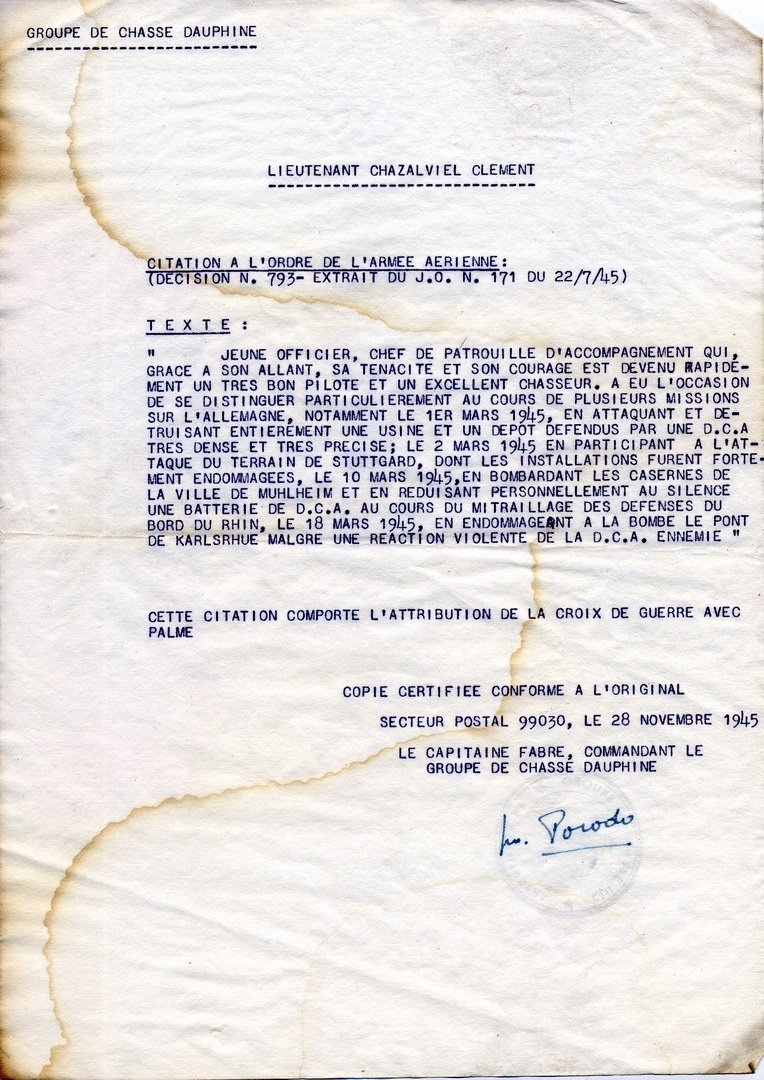 GROUPE DE CHASSE DAUPHINE
LIEUTENANT CHAZALVIEL CLEMENT
CITATION A L'ORDRE DE L'ARMEE AERIENNE:
(DECISION N. 793- EXTRAIT DU J.O. N. 171 DU 22/7/45)
T E X T E :
" JEUNE OFFICIER, CHEF DE PATROUILLE D'ACCOMPAGNEMENT QUI,
GRACE A SON ALLANT, SA TENACITE ET SON COURAGE EST DEVENU RAPIDE-
MENT UN TRES BON PILOTE ET UN EXCELLENT CHASSEUR. A EU L'OCCASION
DE SE DISTINGUER PARTICULIEREMENT AU COURS DE PLUSIEURS MISSIONS
SUR L'ALLEMAGNE, NOTAMMENT LE 1ER MARS 1945, EN ATTAQUANT ET DE-
TRUISANT ENTIEREMENT UNE USINE ET UN DEPOT DEFENDUS PAR UNE D.C.A
TRES DENSE ET TRES PRECISE; LE 2 MARS 1945 EN PARTICIPANT A L'AT-
TAQUE DU TERRAIN DE STUTTGARD, DONT LES INSTALLATIONS FURENT FORTE-
MENT ENDOMMAGEES, LE 10 MARS 1945,EN BOMBARDANT LES CASERNES DE
LA VILLE DE MUHLHEIM ET EN REDUISANT PERSONNELLEMENT AU SILENCE
UNE BATTERIE DE D.C.A. AU COURS DU MITRAILLAGE DES DEFENSES DU
BORD DU RHIN, LE 18 MARS 1945, EN ENDOMMAGEANT A LA BOMBE LE PONT
DE KARLSRHUE MALGRE UNE REACTION VIOLENTE DE LA D.C.A. ENNEMIE "
CETTE CITATION COMPORTE L'ATTRIBUTION DE LA CROIX DE GUERRE AVEC
PALME
COPIE CERTIFIEE CONFORME A L'ORIGINAL
SECTEUR POSTAL 99030, LE 28 NOVEMBRE 1945
LE CAPITAINE FABRE, COMMANDANT LE
GROUPE DE CHASSE DAUPHINE